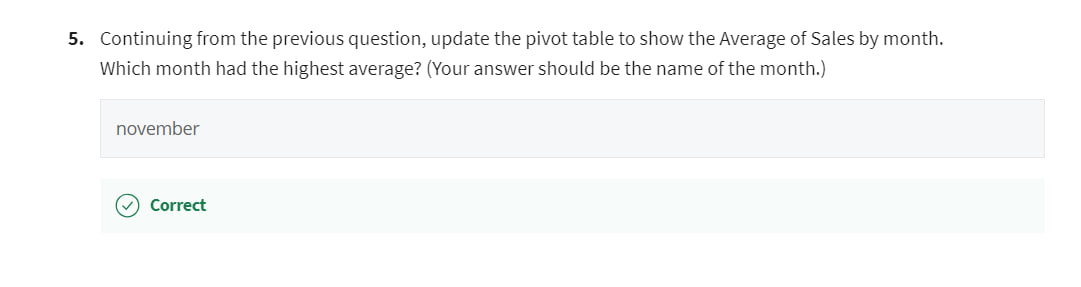 5. Continuing from the previous question, update the pivot table to show the Average of Sales by month.
Which month had the highest average? (Your answer should be the name of the month.)
november
Correct